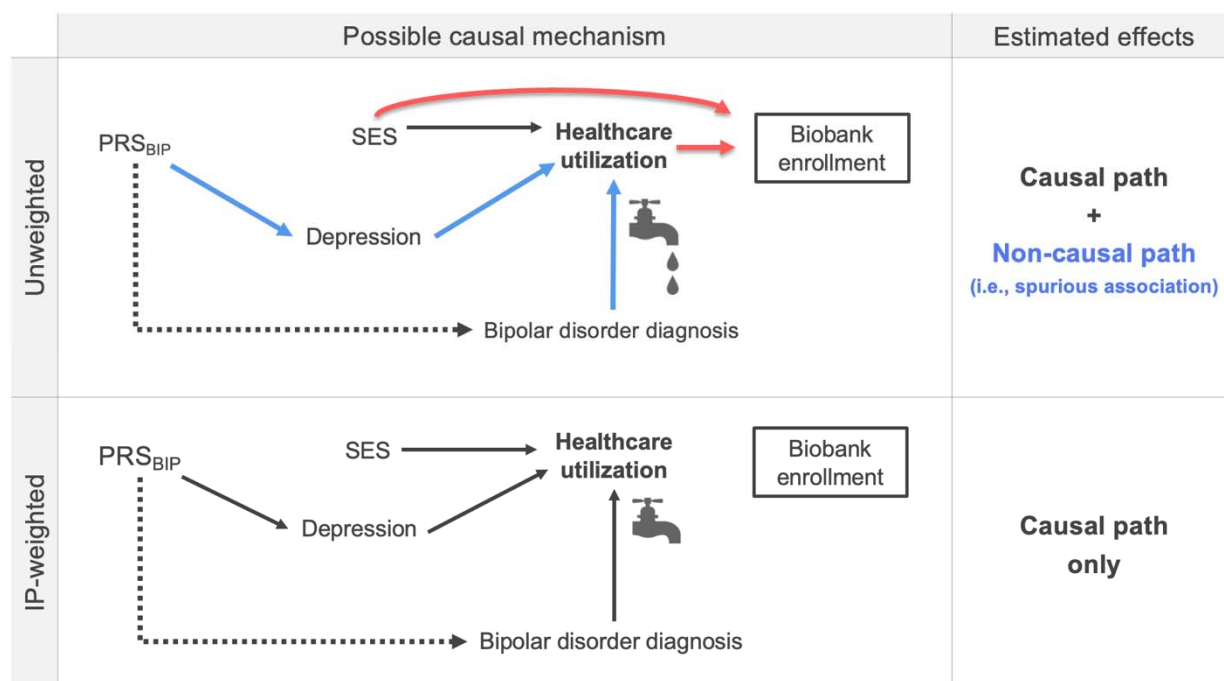 Possible causal mechanism
Estimated effects
Unweighted
PRSBIP
SES
Healthcare
utilization
Biobank
enrollment
Depression
Bipolar disorder diagnosis
Causal path
+
Non-causal path
(i.e., spurious association)
IP-weighted
PRSBIP
SES
Healthcare
utilization
Biobank
enrollment
Depression
Bipolar disorder diagnosis
Causal path
only